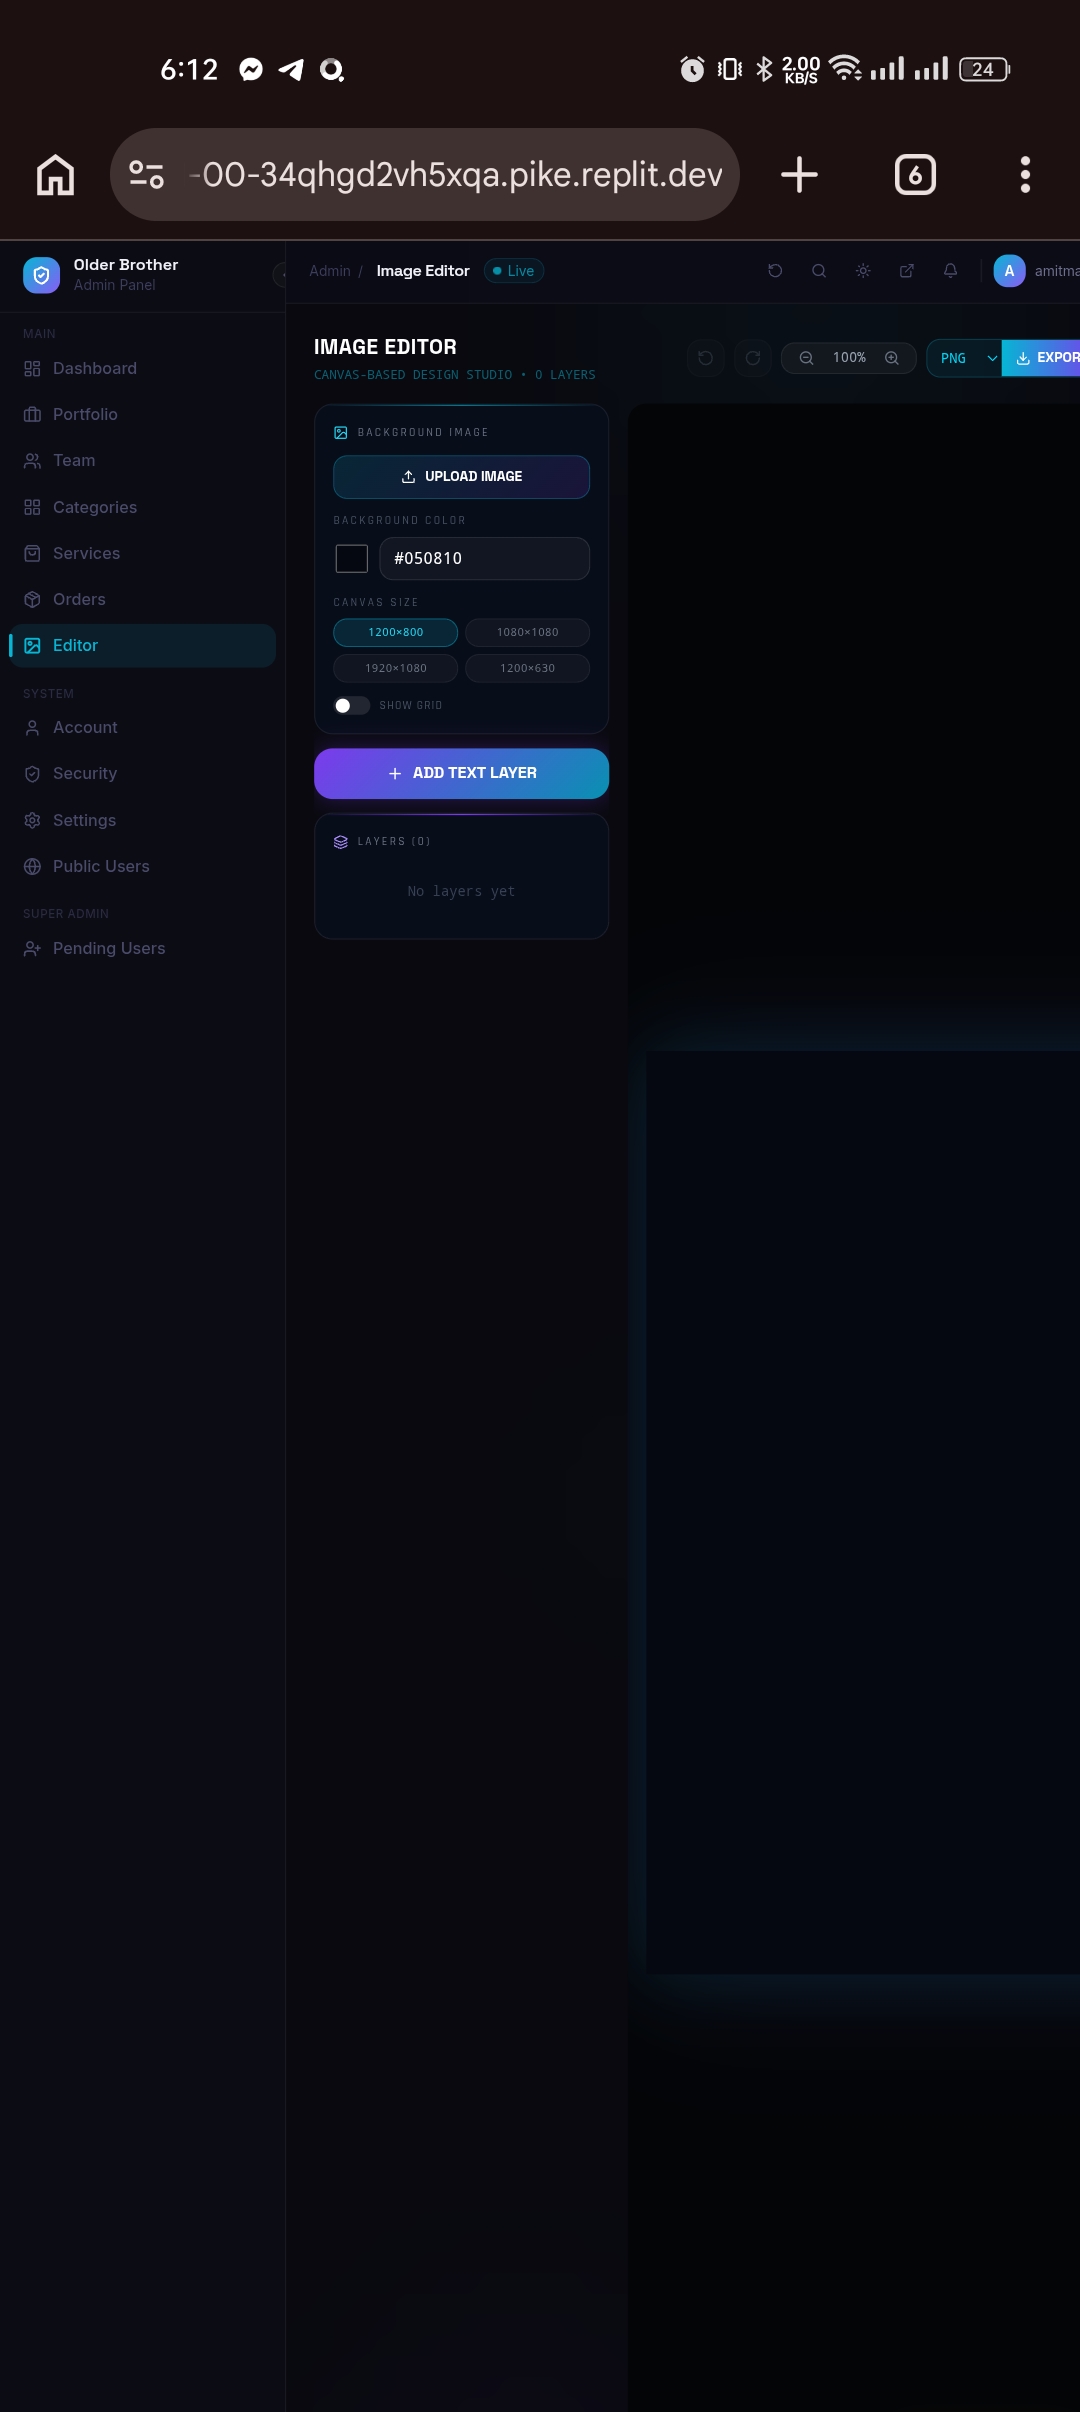 6:12
2.00
KB/S
24
-00-34qhgd2vh5xqa.pike.replit.dev
6
Older Brother
Admin Panel
Admin / Image Editor
Live
A
amitma
MAIN
Dashboard
Portfolio
Team
Categories
Services
Orders
Editor
SYSTEM
Account
Security
Settings
Public Users
SUPER ADMIN
Pending Users
IMAGE EDITOR
CANVAS-BASED DESIGN STUDIO • 0 LAYERS
100%
PNG
EXPOR
BACKGROUND IMAGE
UPLOAD IMAGE
BACKGROUND COLOR
#050810
CANVAS SIZE
1200×800
1080×1080
1920×1080
1200×630
SHOW GRID
ADD TEXT LAYER
LAYERS (0)
No layers yet